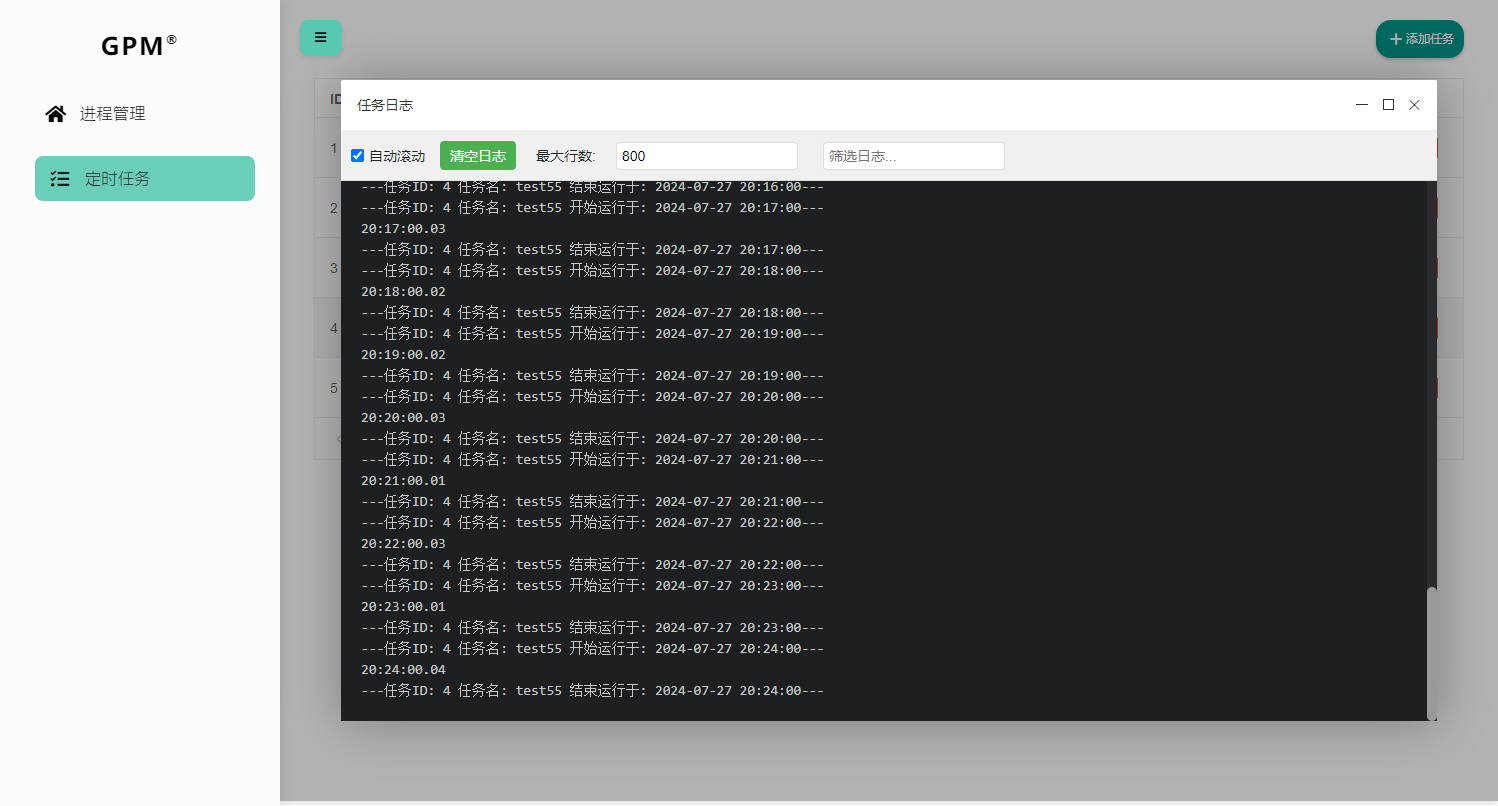 GPM®
进程管理
定时任务
添加任务
ID
1
2
3
4
5
任务日志
自动滚动 清空日志 最大行数: 800 筛选日志...
---任务ID: 4 任务名: test55 结束运行于: 2024-07-27 20:16:00---
---任务ID: 4 任务名: test55 开始运行于: 2024-07-27 20:17:00---
20:17:00.03
---任务ID: 4 任务名: test55 结束运行于: 2024-07-27 20:17:00---
---任务ID: 4 任务名: test55 开始运行于: 2024-07-27 20:18:00---
20:18:00.02
---任务ID: 4 任务名: test55 结束运行于: 2024-07-27 20:18:00---
---任务ID: 4 任务名: test55 开始运行于: 2024-07-27 20:19:00---
20:19:00.02
---任务ID: 4 任务名: test55 结束运行于: 2024-07-27 20:19:00---
---任务ID: 4 任务名: test55 开始运行于: 2024-07-27 20:20:00---
20:20:00.03
---任务ID: 4 任务名: test55 结束运行于: 2024-07-27 20:20:00---
---任务ID: 4 任务名: test55 开始运行于: 2024-07-27 20:21:00---
20:21:00.01
---任务ID: 4 任务名: test55 结束运行于: 2024-07-27 20:21:00---
---任务ID: 4 任务名: test55 开始运行于: 2024-07-27 20:22:00---
20:22:00.03
---任务ID: 4 任务名: test55 结束运行于: 2024-07-27 20:22:00---
---任务ID: 4 任务名: test55 开始运行于: 2024-07-27 20:23:00---
20:23:00.01
---任务ID: 4 任务名: test55 结束运行于: 2024-07-27 20:23:00---
---任务ID: 4 任务名: test55 开始运行于: 2024-07-27 20:24:00---
20:24:00.04
---任务ID: 4 任务名: test55 结束运行于: 2024-07-27 20:24:00---